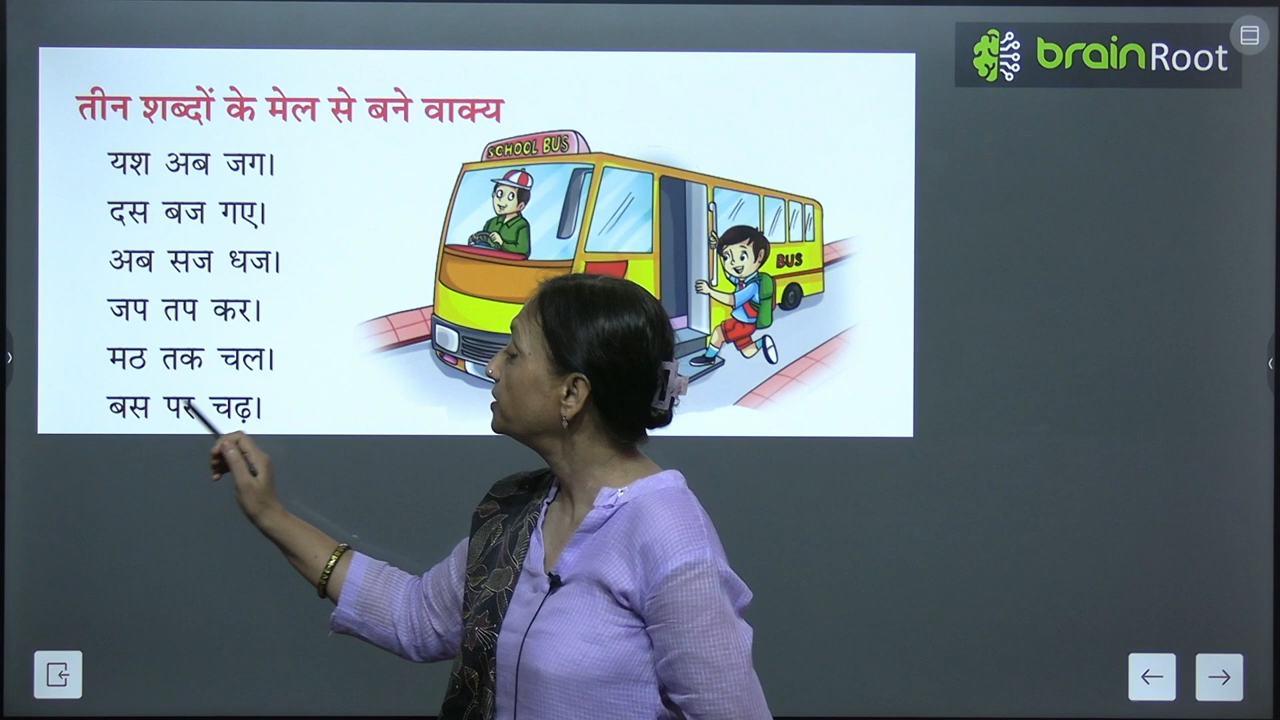 brainRoot
तीन शब्दों के मेल से बने वाक्य
यश अब जग।
दस बज गए।
अब सज धज।
जप तप कर।
मठ तक चल।
बस पर चढ़।
SCHOOL BUS
BUS